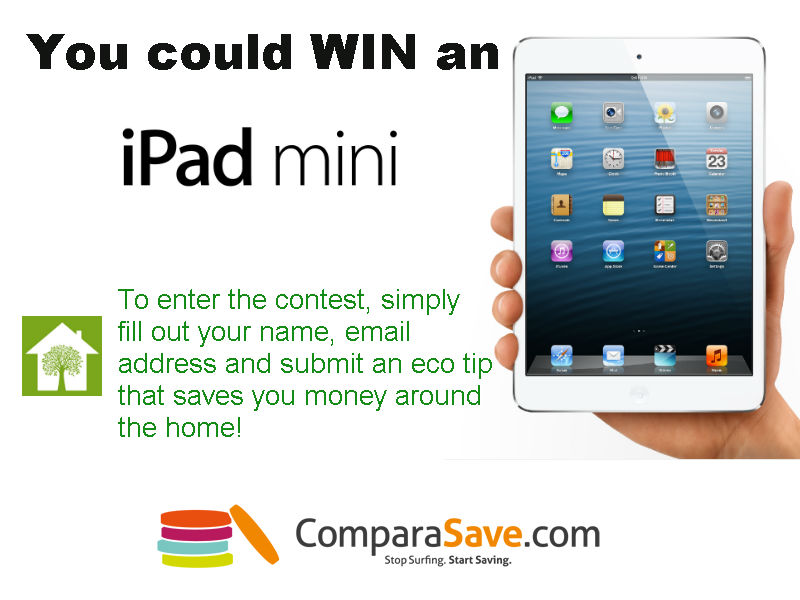 You could WIN an
iPad mini
To enter the contest, simply
fill out your name, email
address and submit an eco tip
that saves you money around
the home!
23
ComparaSave.com
Stop Surfing. Start Saving.